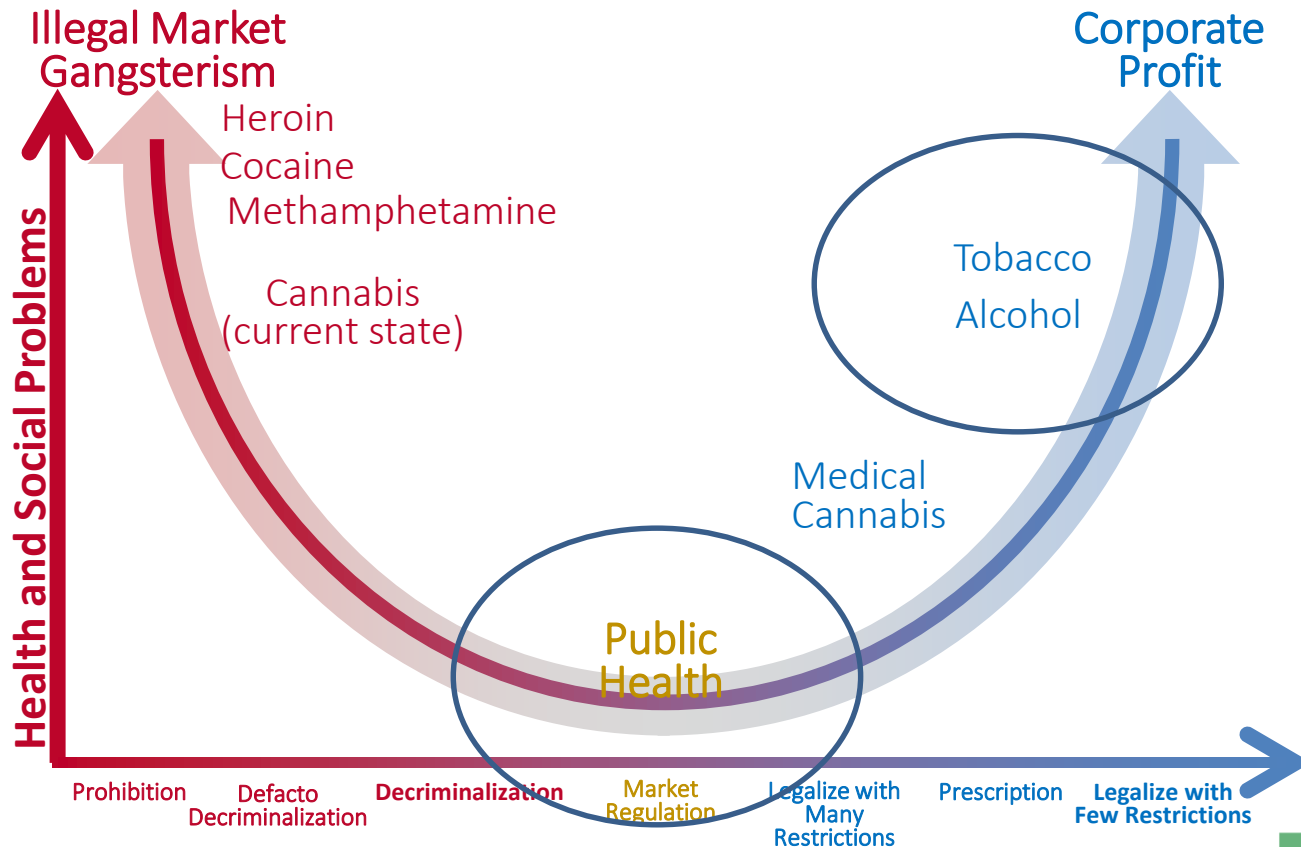 Illegal Market
Gangsterism
Corporate
Profit
Heroin
Cocaine
Methamphetamine
Cannabis
(current state)
Tobacco
Alcohol
Medical
Cannabis
Public
Health
Health and Social Problems
Prohibition
Defacto
Decriminalization
Decriminalization
Market
Regulation
Legalize with
Many
Restrictions
Prescription
Legalize with
Few Restrictions